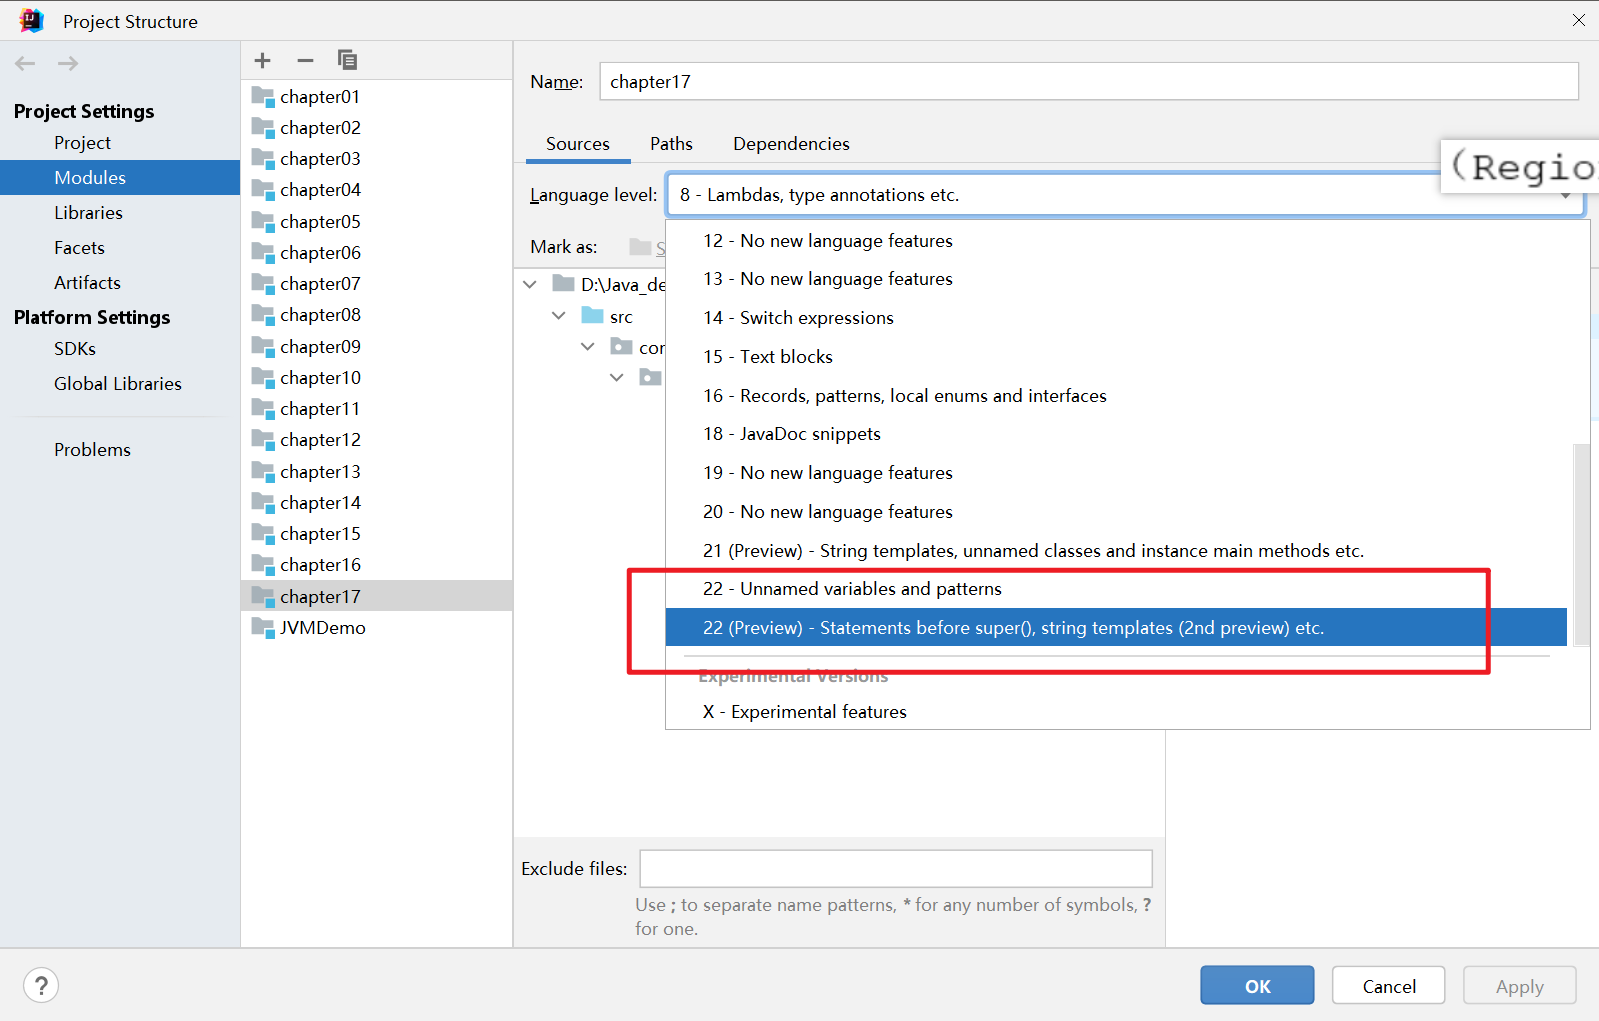 Project Structure
Project Settings
Project
Modules
Libraries
Facets
Artifacts
Platform Settings
SDKs
Global Libraries
Problems
chapter01
chapter02
chapter03
chapter04
chapter05
chapter06
chapter07
chapter08
chapter09
chapter10
chapter11
chapter12
chapter13
chapter14
chapter15
chapter16
chapter17
JVMDemo
Name: chapter17
Sources Paths Dependencies
(Regio
Language level: 8 - Lambdas, type annotations etc.
Mark as: S
D:\Java_de
src
cor
12 - No new language features
13 - No new language features
14 - Switch expressions
15 - Text blocks
16 - Records, patterns, local enums and interfaces
18 - JavaDoc snippets
19 - No new language features
20 - No new language features
21 (Preview) - String templates, unnamed classes and instance main methods etc.
22 - Unnamed variables and patterns
22 (Preview) - Statements before super(), string templates (2nd preview) etc.
Experimental Versions
X - Experimental features
Exclude files:
Use ; to separate name patterns, * for any number of symbols, ?
for one.
?
OK Cancel Apply